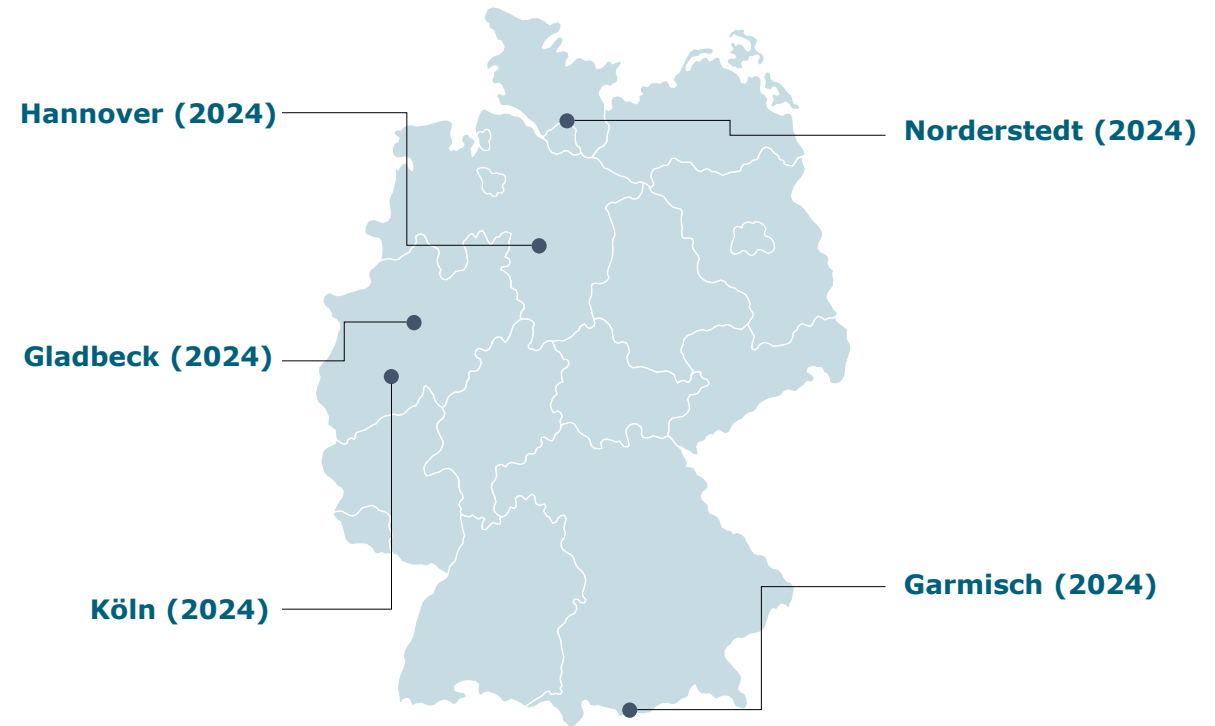 Hannover (2024)
Norderstedt (2024)
Gladbeck (2024)
Köln (2024)
Garmisch (2024)